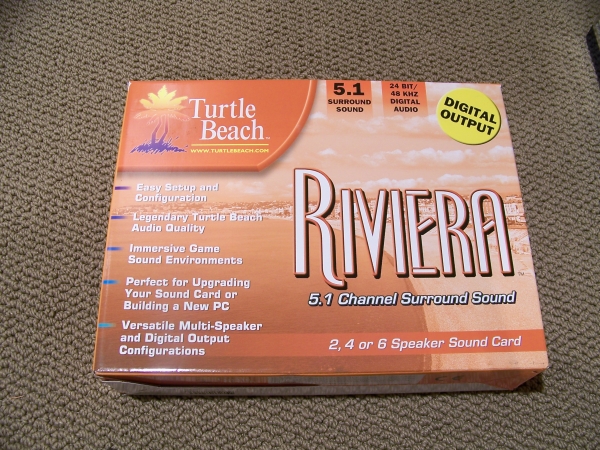 Turtle
Beach™
WWW.TURTLEBEACH.COM
5.1
SURROUND
SOUND
24 BIT/
48 KHZ
DIGITAL
AUDIO
DIGITAL
OUTPUT
Easy Setup and
Configuration
Legendary Turtle Beach
Audio Quality
Immersive Game
Sound Environments
Perfect for Upgrading
Your Sound Card or
Building a New PC
Versatile Multi-Speaker
and Digital Output
Configurations
RIVIERA™
5.1 Channel Surround Sound
2, 4 or 6 Speaker Sound Card